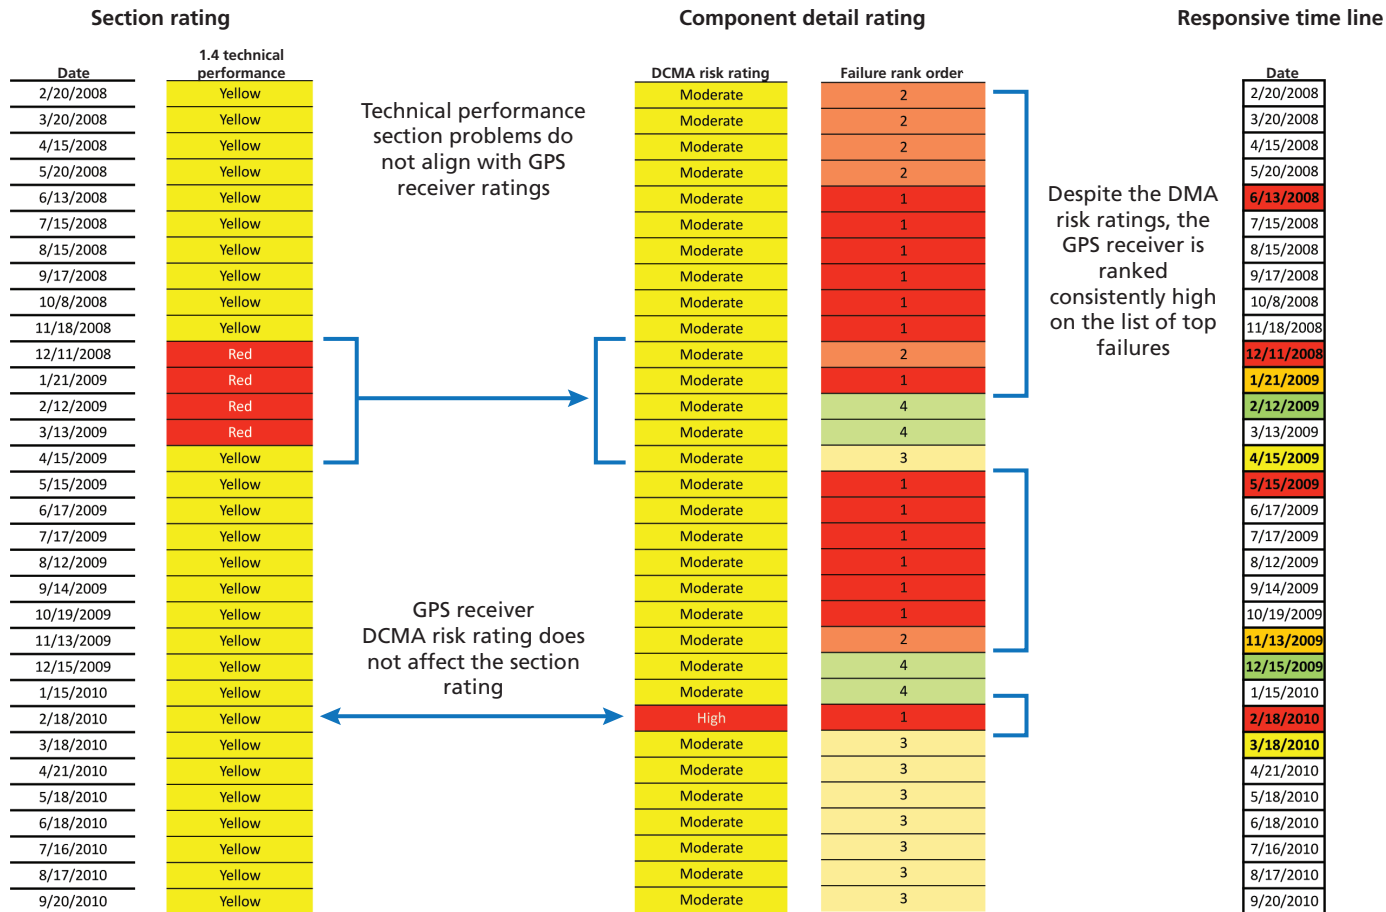 Section rating
Component detail rating
Responsive time line
Date
1.4 technical
performance
DCMA risk rating
Failure rank order
Date
2/20/2008 Yellow Moderate 2 2/20/2008
3/20/2008 Yellow Moderate 2 3/20/2008
4/15/2008 Yellow Moderate 2 4/15/2008
5/20/2008 Yellow Moderate 2 5/20/2008
6/13/2008 Yellow Moderate 1 6/13/2008
7/15/2008 Yellow Moderate 1 7/15/2008
8/15/2008 Yellow Moderate 1 8/15/2008
9/17/2008 Yellow Moderate 1 9/17/2008
10/8/2008 Yellow Moderate 1 10/8/2008
11/18/2008 Yellow Moderate 1 11/18/2008
12/11/2008 Red Moderate 2 12/11/2008
1/21/2009 Red Moderate 1 1/21/2009
2/12/2009 Red Moderate 4 2/12/2009
3/13/2009 Red Moderate 4 3/13/2009
4/15/2009 Yellow Moderate 3 4/15/2009
5/15/2009 Yellow Moderate 1 5/15/2009
6/17/2009 Yellow Moderate 1 6/17/2009
7/17/2009 Yellow Moderate 1 7/17/2009
8/12/2009 Yellow Moderate 1 8/12/2009
9/14/2009 Yellow Moderate 1 9/14/2009
10/19/2009 Yellow Moderate 1 10/19/2009
11/13/2009 Yellow Moderate 2 11/13/2009
12/15/2009 Yellow Moderate 4 12/15/2009
1/15/2010 Yellow Moderate 4 1/15/2010
2/18/2010 Yellow High 1 2/18/2010
3/18/2010 Yellow Moderate 3 3/18/2010
4/21/2010 Yellow Moderate 3 4/21/2010
5/18/2010 Yellow Moderate 3 5/18/2010
6/18/2010 Yellow Moderate 3 6/18/2010
7/16/2010 Yellow Moderate 3 7/16/2010
8/17/2010 Yellow Moderate 3 8/17/2010
9/20/2010 Yellow Moderate 3 9/20/2010
Technical performance
section problems do
not align with GPS
receiver ratings
GPS receiver
DCMA risk rating does
not affect the section
rating
Despite the DMA
risk ratings, the
GPS receiver is
ranked
consistently high
on the list of top
failures